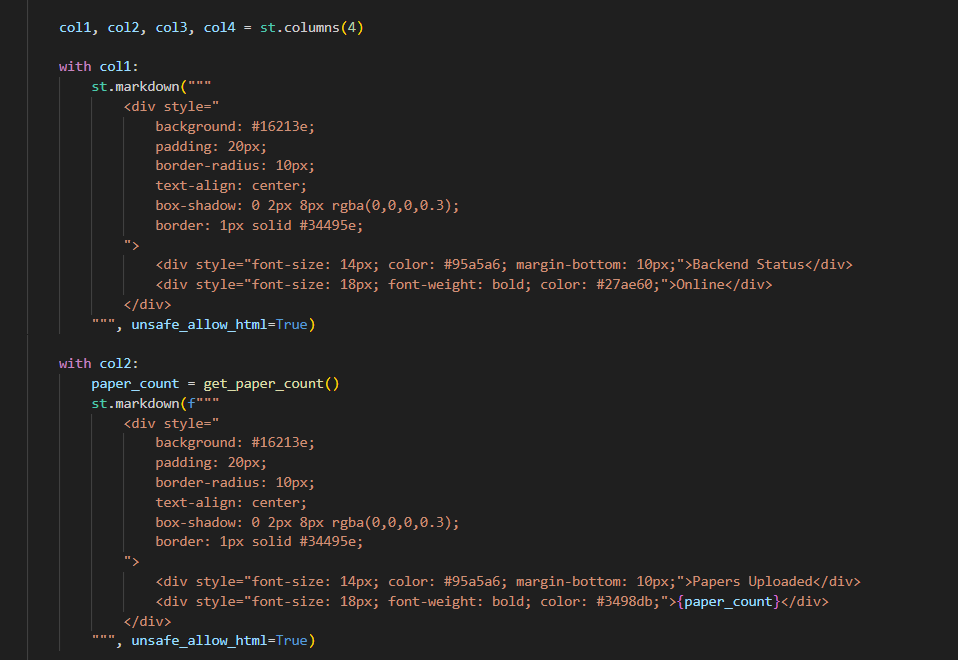 col1, col2, col3, col4 = st.columns(4)
with col1:
st.markdown("""
<div style="
background: #16213e;
padding: 20px;
border-radius: 10px;
text-align: center;
box-shadow: 0 2px 8px rgba(0,0,0,0.3);
border: 1px solid #34495e;
">
<div style="font-size: 14px; color: #95a5a6; margin-bottom: 10px;">Backend Status</div>
<div style="font-size: 18px; font-weight: bold; color: #27ae60;">Online</div>
</div>
""", unsafe_allow_html=True)
with col2:
paper_count = get_paper_count()
st.markdown(f"""
<div style="
background: #16213e;
padding: 20px;
border-radius: 10px;
text-align: center;
box-shadow: 0 2px 8px rgba(0,0,0,0.3);
border: 1px solid #34495e;
">
<div style="font-size: 14px; color: #95a5a6; margin-bottom: 10px;">Papers Uploaded</div>
<div style="font-size: 18px; font-weight: bold; color: #3498db;">{paper_count}</div>
</div>
""", unsafe_allow_html=True)